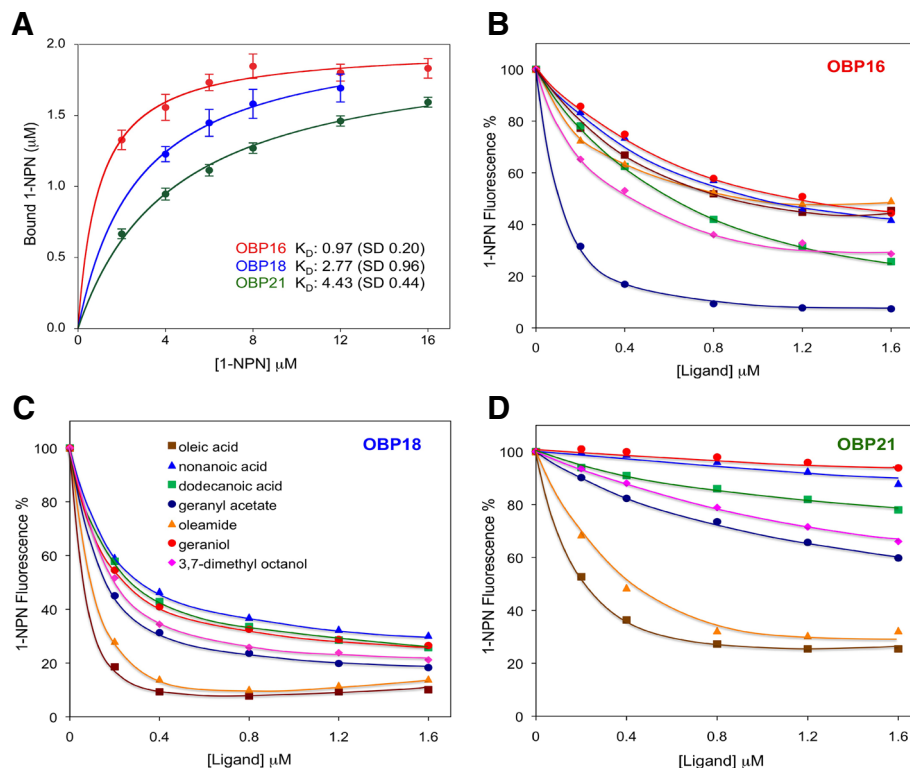 A
2.0
1.5
1.0
0.5
0.0
Bound 1-NPN (μM)
OBP16 KD: 0.97 (SD 0.20)
OBP18 KD: 2.77 (SD 0.96)
OBP21 KD: 4.43 (SD 0.44)
0 4 8 12 16
[1-NPN] μM
B
OBP16
100
80
60
40
20
0
1-NPN Fluorescence %
0 0.4 0.8 1.2 1.6
[Ligand] μM
C
OBP18
100
80
60
40
20
0
1-NPN Fluorescence %
oleic acid
nonanoic acid
dodecanoic acid
geranyl acetate
oleamide
geraniol
3,7-dimethyl octanol
0 0.4 0.8 1.2 1.6
[Ligand] μM
D
OBP21
100
80
60
40
20
0
1-NPN Fluorescence %
0 0.4 0.8 1.2 1.6
[Ligand] μM